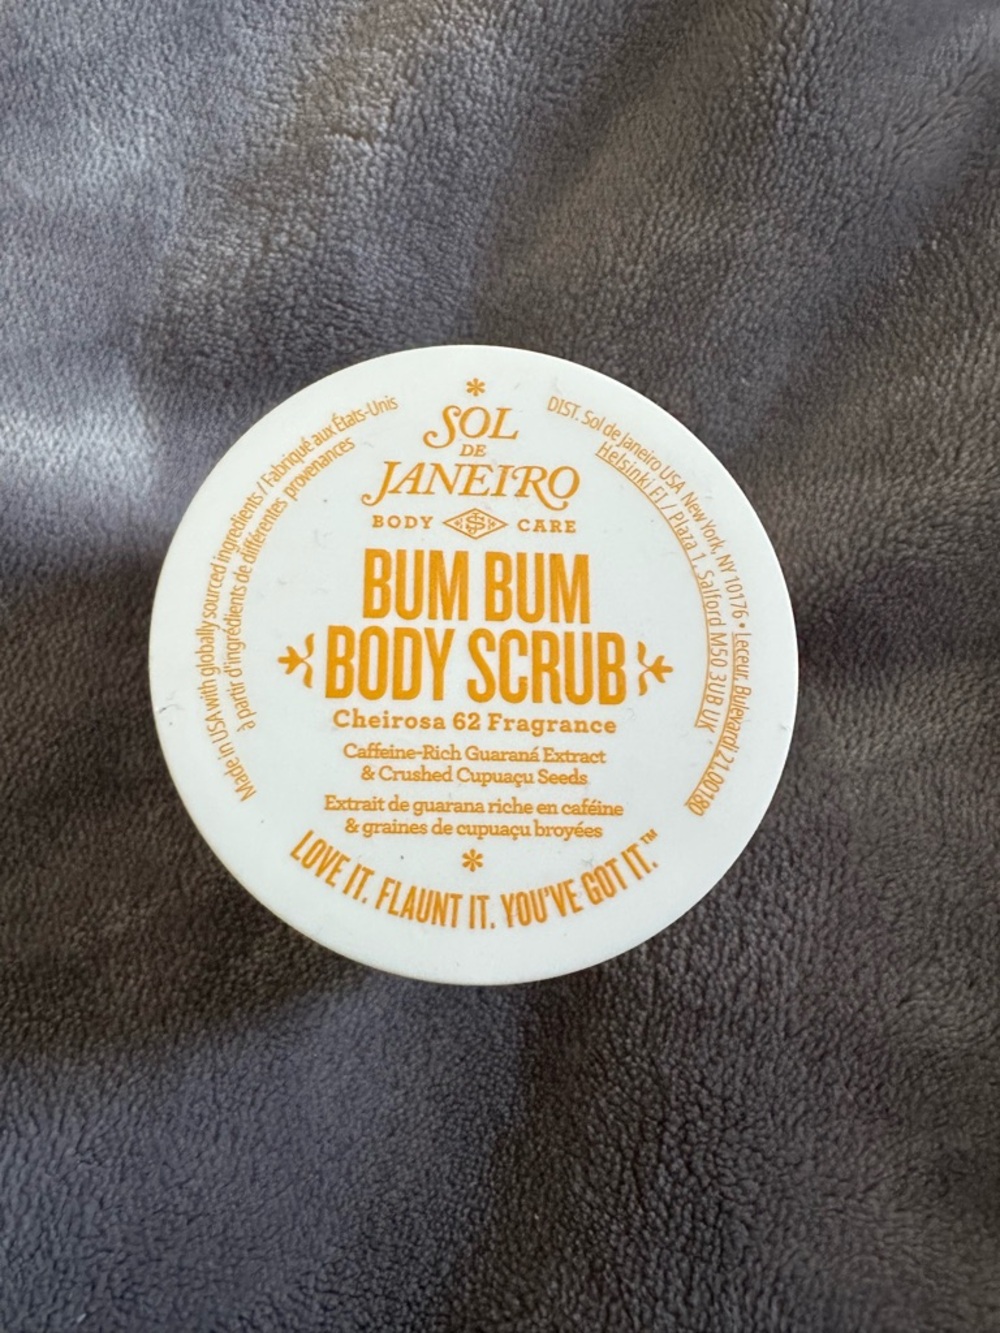 SOL
DE
JANEIRO
BODY CARE
BUM BUM
BODY SCRUB
Cheirosa 62 Fragrance
Caffeine-Rich Guaraná Extract
& Crushed Cupuaçu Seeds
Extrait de guarana riche en caféine
& graines de cupuaçu broyées
LOVE IT. FLAUNT IT. YOU'VE GOT IT.™
Made in USA with globally sourced ingredients / Fabriqué aux États-Unis
à partir d'ingrédients de différentes provenances
DIST. Sol de Janeiro USA New York, NY 10176 • Leceur, Bulevardi 21,00180
Helsinki FI / Plaza 1, Salford M50 3UB UK